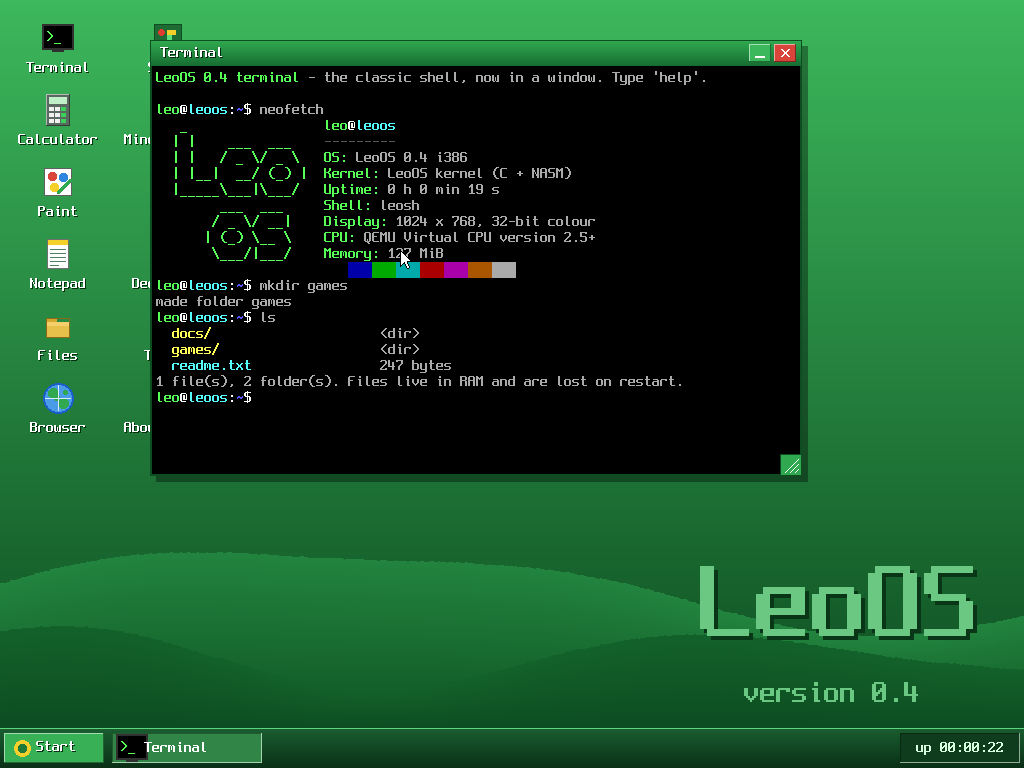 Terminal
Calculator
Paint
Notepad
Files
Browser
Terminal
LeoOS 0.4 terminal - the classic shell, now in a window. Type 'help'.
leo@leoos:~$ neofetch
leo@leoos
---------
OS: LeoOS 0.4 i386
Kernel: LeoOS kernel (C + NASM)
Uptime: 0 h 0 min 19 s
Shell: leosh
Display: 1024 x 768, 32-bit colour
CPU: QEMU Virtual CPU version 2.5+
Memory: 127 MiB
Leo
OS
leo@leoos:~$ mkdir games
made folder games
leo@leoos:~$ ls
docs/ <dir>
games/ <dir>
readme.txt 247 bytes
1 file(s), 2 folder(s). Files live in RAM and are lost on restart.
leo@leoos:~$
LeoOS
version 0.4
Start
>_ Terminal
up 00:00:22